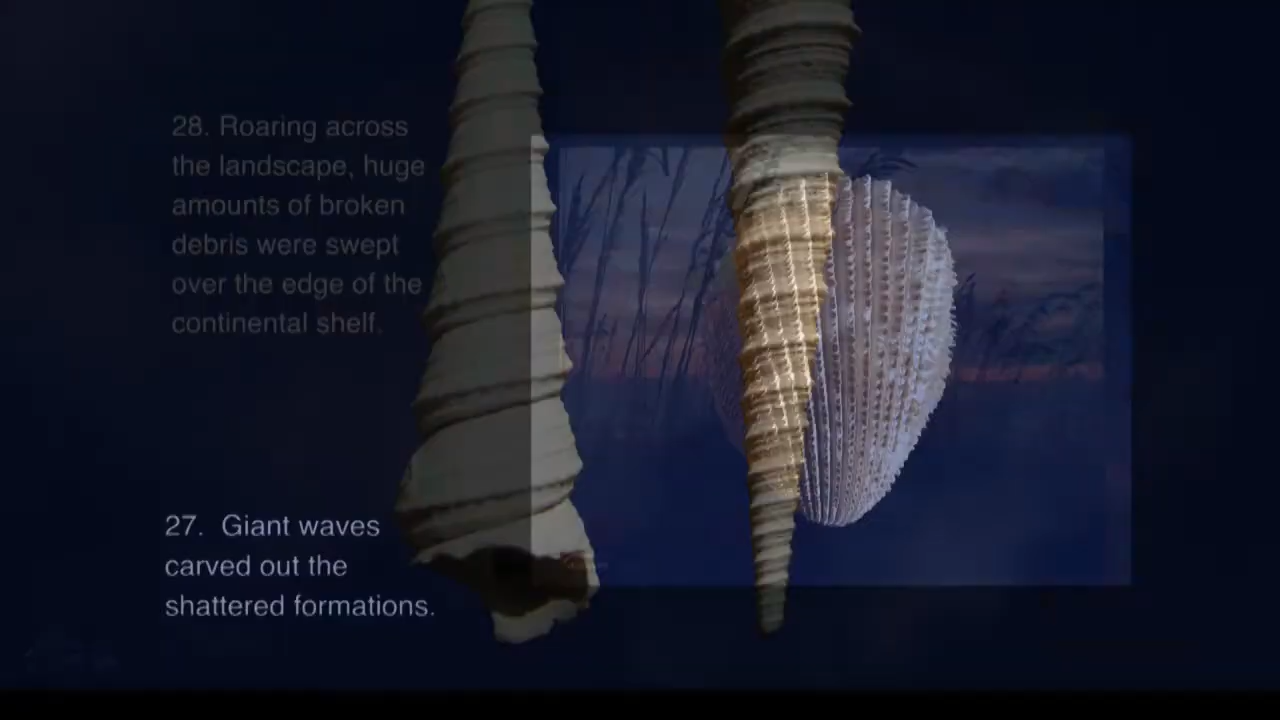 28. Roaring across
the landscape, huge
amounts of broken
debris were swept
over the edge of the
continental shelf.
27.  Giant waves
carved out the
shattered formations.